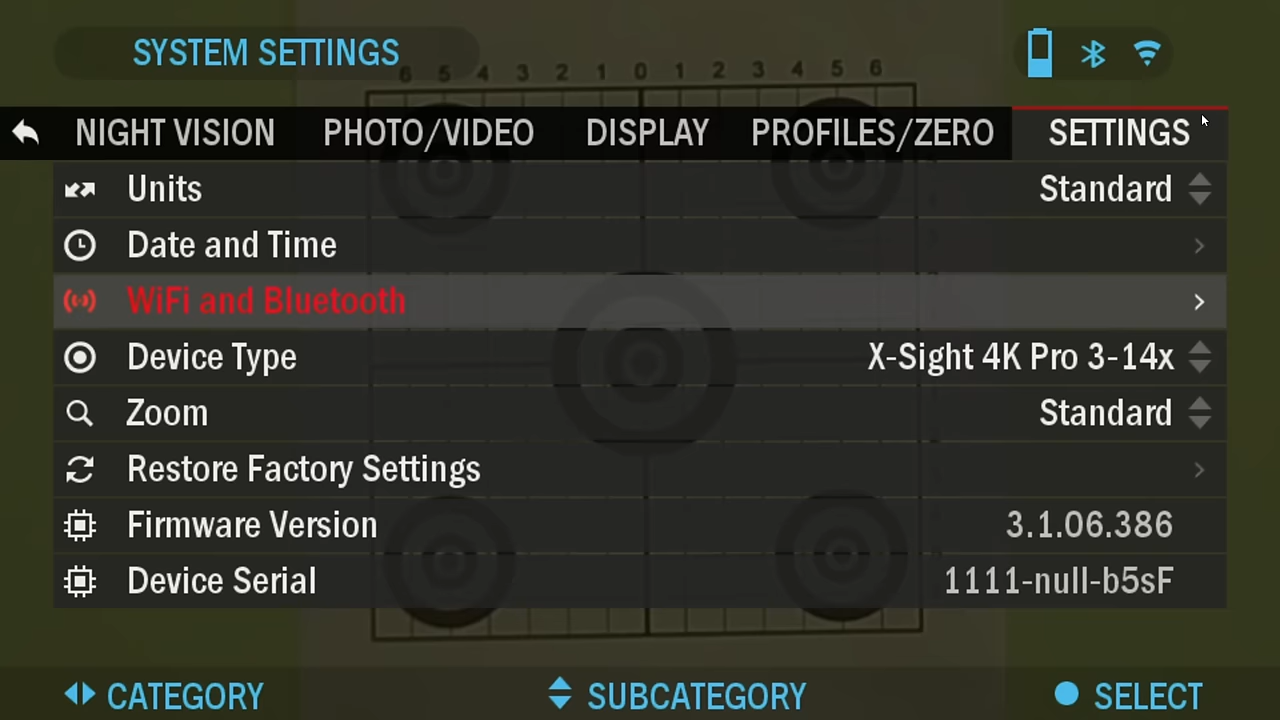 SYSTEM SETTINGS
6 5 4 3 2 1 0 1 2 3 4 5 6
NIGHT VISION PHOTO/VIDEO DISPLAY PROFILES/ZERO SETTINGS
Units Standard
Date and Time
WiFi and Bluetooth
Device Type X-Sight 4K Pro 3-14x
Zoom Standard
Restore Factory Settings
Firmware Version 3.1.06.386
Device Serial 1111-null-b5sF
CATEGORY SUBCATEGORY SELECT